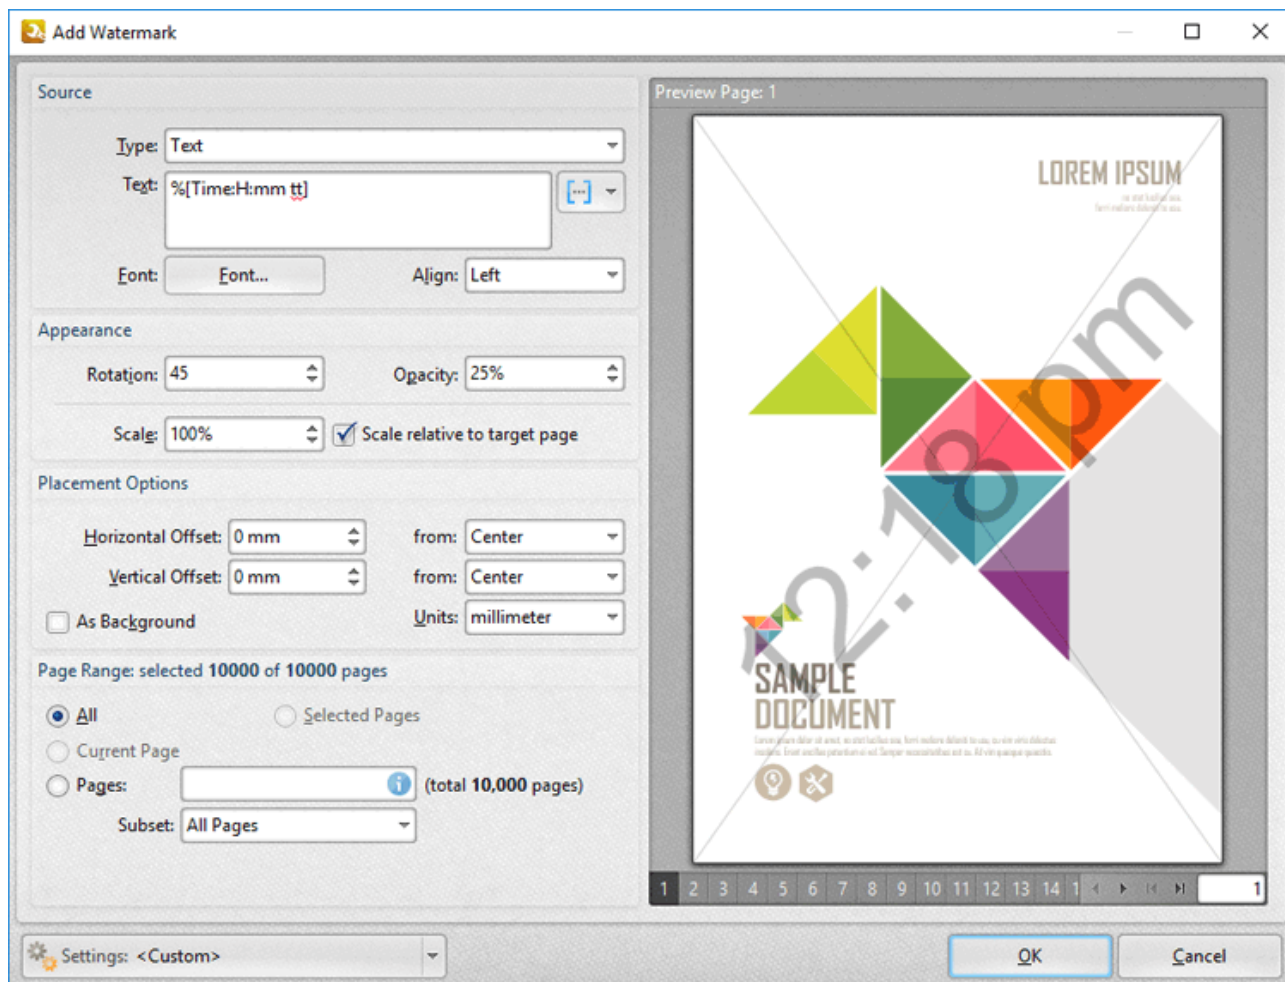 Add Watermark
Source
Type: Text
Text: %[Time:H:mm tt]
Font: Font...
Align: Left
Appearance
Rotation: 45
Opacity: 25%
Scale: 100%
Scale relative to target page
Placement Options
Horizontal Offset: 0 mm
from: Center
Vertical Offset: 0 mm
from: Center
As Background
Units: millimeter
Page Range: selected 10000 of 10000 pages
All
Selected Pages
Current Page
Pages:
(total 10,000 pages)
Subset: All Pages
Preview Page: 1
LOREM IPSUM
12:18 pm
SAMPLE
DOCUMENT
1 2 3 4 5 6 7 8 9 10 11 12 13 14 1
1
Settings: <Custom>
OK
Cancel